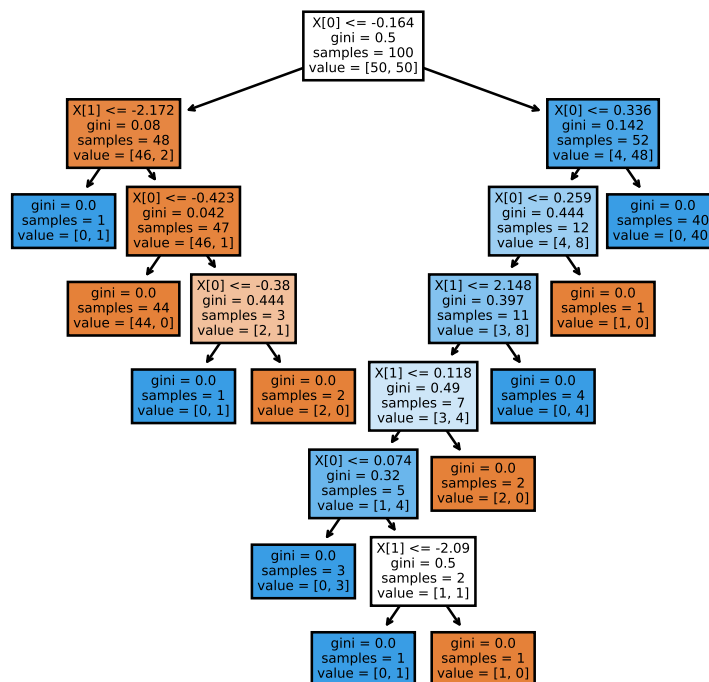 X[0] <= -0.164
gini = 0.5
samples = 100
value = [50, 50]
X[1] <= -2.172
gini = 0.08
samples = 48
value = [46, 2]
X[0] <= 0.336
gini = 0.142
samples = 52
value = [4, 48]
gini = 0.0
samples = 1
value = [0, 1]
X[0] <= -0.423
gini = 0.042
samples = 47
value = [46, 1]
X[0] <= 0.259
gini = 0.444
samples = 12
value = [4, 8]
gini = 0.0
samples = 40
value = [0, 40
gini = 0.0
samples = 44
value = [44, 0]
X[0] <= -0.38
gini = 0.444
samples = 3
value = [2, 1]
X[1] <= 2.148
gini = 0.397
samples = 11
value = [3, 8]
gini = 0.0
samples = 1
value = [1, 0]
gini = 0.0
samples = 1
value = [0, 1]
gini = 0.0
samples = 2
value = [2, 0]
X[1] <= 0.118
gini = 0.49
samples = 7
value = [3, 4]
gini = 0.0
samples = 4
value = [0, 4]
X[0] <= 0.074
gini = 0.32
samples = 5
value = [1, 4]
gini = 0.0
samples = 2
value = [2, 0]
gini = 0.0
samples = 3
value = [0, 3]
X[1] <= -2.09
gini = 0.5
samples = 2
value = [1, 1]
gini = 0.0
samples = 1
value = [0, 1]
gini = 0.0
samples = 1
value = [1, 0]